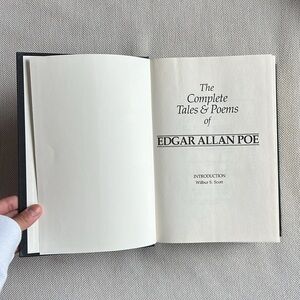 The
Complete
Tales & Poems
of
EDGAR ALLAN POE
INTRODUCTION
Wilbur S. Scott